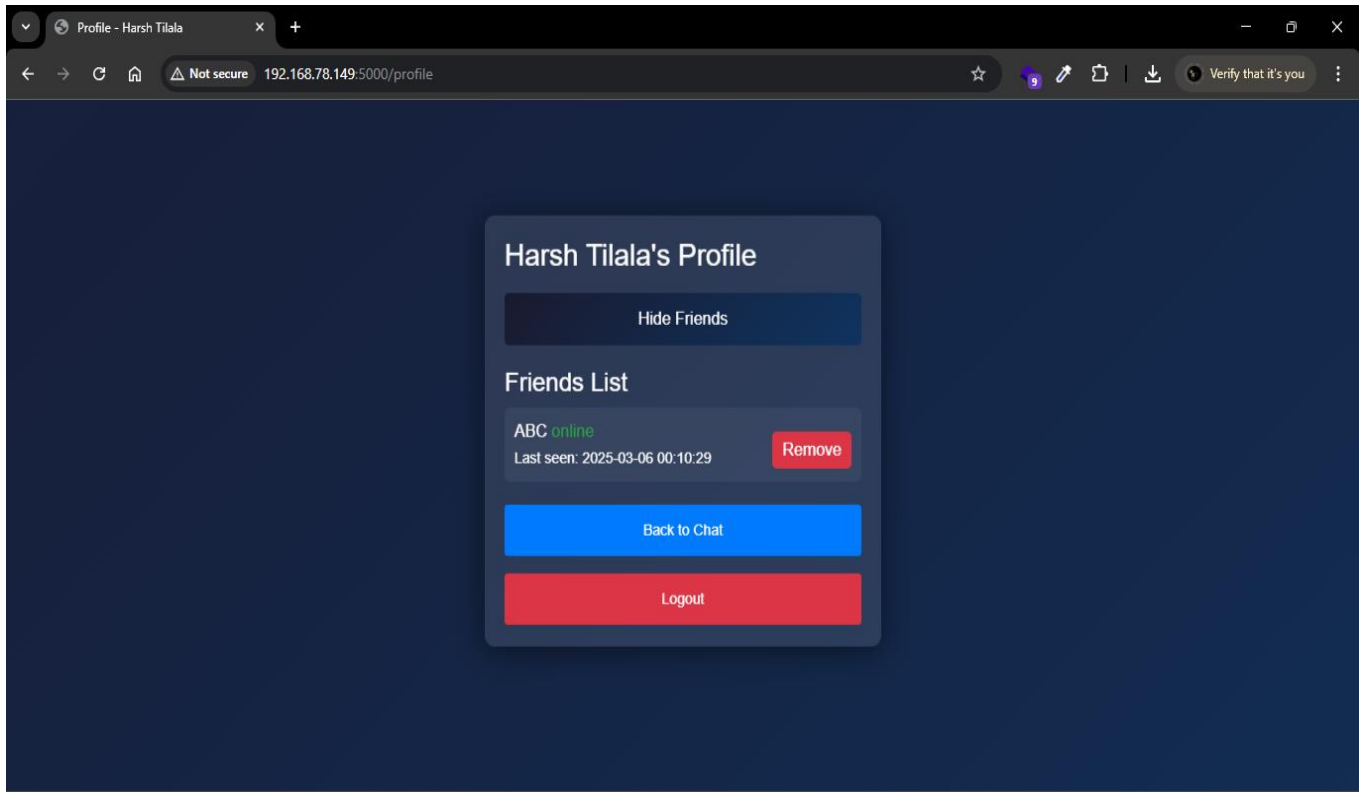 Profile - Harsh Tilala
Not secure 192.168.78.149:5000/profile
9
Verify that it's you
Harsh Tilala's Profile
Hide Friends
Friends List
ABC online
Last seen: 2025-03-06 00:10:29
Remove
Back to Chat
Logout